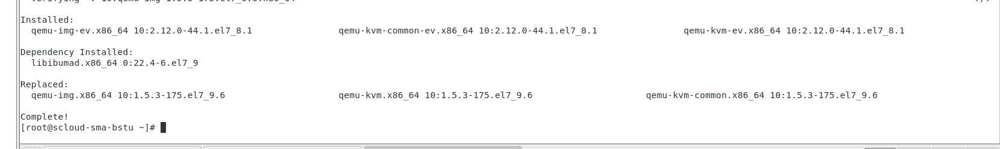 Installed:
qemu-img-ev.x86_64 10:2.12.0-44.1.el7_8.1 qemu-kvm-common-ev.x86_64 10:2.12.0-44.1.el7_8.1 qemu-kvm-ev.x86_64 10:2.12.0-44.1.el7_8.1
Dependency Installed:
libibumad.x86_64 0:22.4-6.el7_9
Replaced:
qemu-img.x86_64 10:1.5.3-175.el7_9.6 qemu-kvm.x86_64 10:1.5.3-175.el7_9.6 qemu-kvm-common.x86_64 10:1.5.3-175.el7_9.6
Complete!
[root@scloud-sma-bstu ~]#